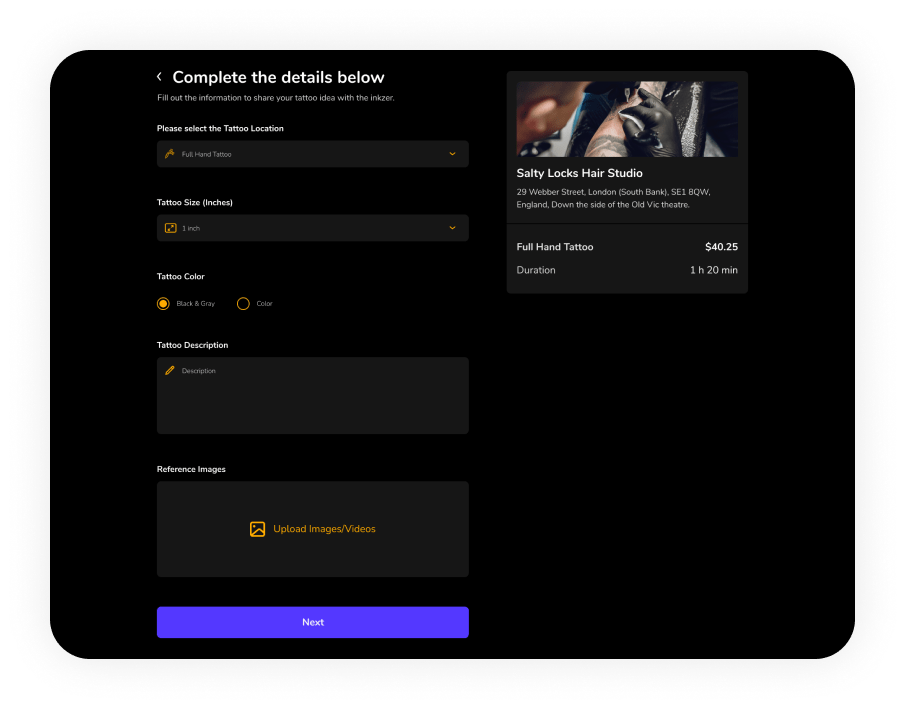 Complete the details below
Fill out the information to share your tattoo idea with the inkzer.
Please select the Tattoo Location
Full Hand Tattoo
Tattoo Size (Inches)
1 inch
Tattoo Color
Black & Gray
Color
Tattoo Description
Description
Reference Images
Upload Images/Videos
Next
Salty Locks Hair Studio
29 Webber Street, London (South Bank), SE1 8QW,
England, Down the side of the Old Vic theatre.
Full Hand Tattoo $40.25
Duration 1 h 20 min